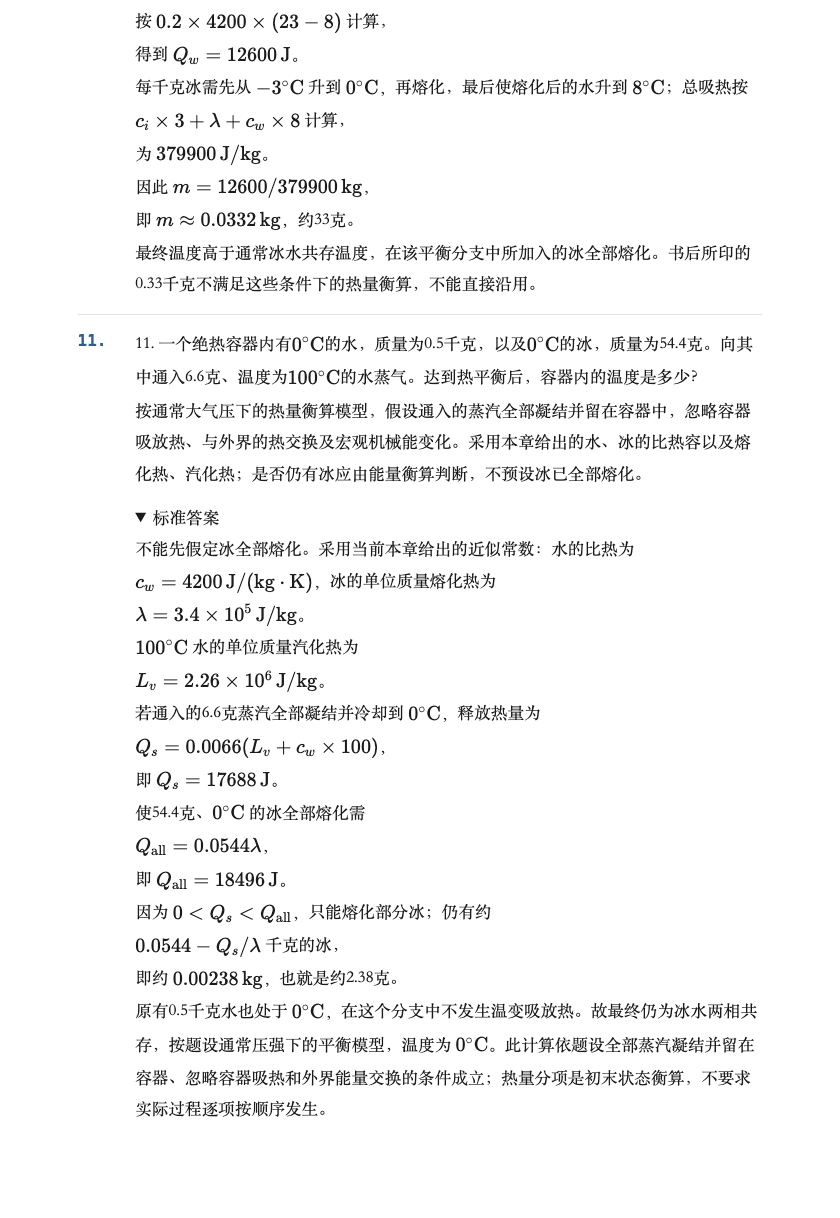 按 0.2 × 4200 × (23 − 8) 计算，
得到 Q_w = 12600 J。
每千克冰需先从 −3°C 升到 0°C，再熔化，最后使熔化后的水升到 8°C；总吸热按
c_i × 3 + λ + c_w × 8 计算，
为 379900 J/kg。
因此 m = 12600/379900 kg，
即 m ≈ 0.0332 kg，约33克。
最终温度高于通常冰水共存温度，在该平衡分支中所加入的冰全部熔化。书后所印的
0.33千克不满足这些条件下的热量衡算，不能直接沿用。
11. 11. 一个绝热容器内有0°C的水，质量为0.5千克，以及0°C的冰，质量为54.4克。向其
中通入6.6克、温度为100°C的水蒸气。达到热平衡后，容器内的温度是多少?
按通常大气压下的热量衡算模型，假设通入的蒸汽全部凝结并留在容器中，忽略容器
吸放热、与外界的热交换及宏观机械能变化。采用本章给出的水、冰的比热容以及熔
化热、汽化热；是否仍有冰应由能量衡算判断，不预设冰已全部熔化。
▼ 标准答案
不能先假定冰全部熔化。采用当前本章给出的近似常数：水的比热为
c_w = 4200 J/(kg · K)，冰的单位质量熔化热为
λ = 3.4 × 10⁵ J/kg。
100°C 水的单位质量汽化热为
L_v = 2.26 × 10⁶ J/kg。
若通入的6.6克蒸汽全部凝结并冷却到 0°C，释放热量为
Q_s = 0.0066(L_v + c_w × 100)，
即 Q_s = 17688 J。
使54.4克、0°C 的冰全部熔化需
Q_all = 0.0544λ，
即 Q_all = 18496 J。
因为 0 < Q_s < Q_all，只能熔化部分冰；仍有约
0.0544 − Q_s/λ 千克的冰，
即约 0.00238 kg，也就是约2.38克。
原有0.5千克水也处于 0°C，在这个分支中不发生温变吸放热。故最终仍为冰水两相共
存，按题设通常压强下的平衡模型，温度为 0°C。此计算依题设全部蒸汽凝结并留在
容器、忽略容器吸热和外界能量交换的条件成立；热量分项是初末状态衡算，不要求
实际过程逐项按顺序发生。